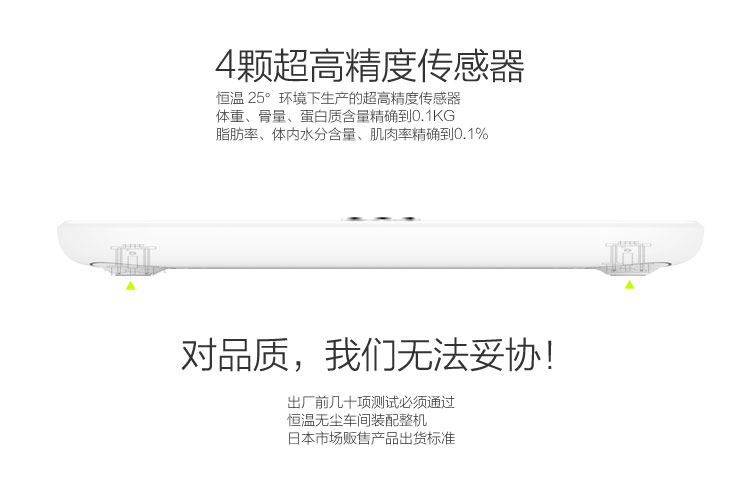 4颗超高精度传感器
恒温 25° 环境下生产的超高精度传感器
体重、骨量、蛋白质含量精确到0.1KG
脂肪率、体内水分含量、肌肉率精确到0.1%
对品质，我们无法妥协！
出厂前几十项测试必须通过
恒温无尘车间装配整机
日本市场贩售产品出货标准